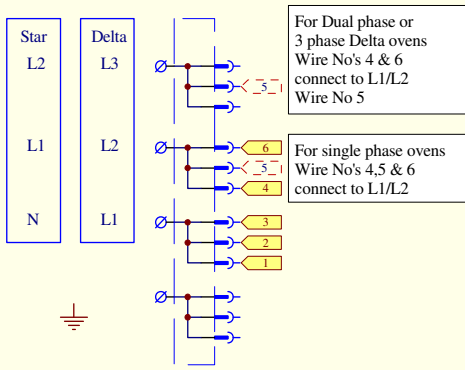 Star
Delta
L2
L3
L1
L2
N
L1
5
6
5
4
3
2
1
For Dual phase or
3 phase Delta ovens
Wire No's 4 & 6
connect to L1/L2
Wire No 5
For single phase ovens
Wire No's 4,5 & 6
connect to L1/L2